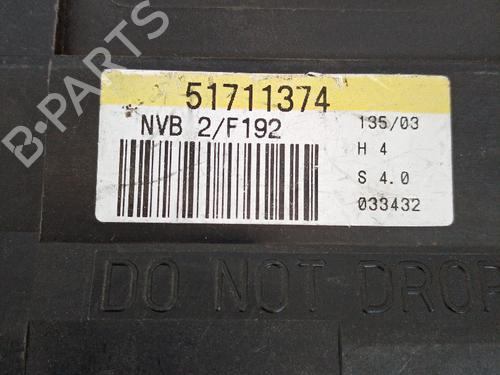 51711374
NVB 2/F192
135/03
H 4
S 4.0
033432
DO NOT DROP
B-PARTS